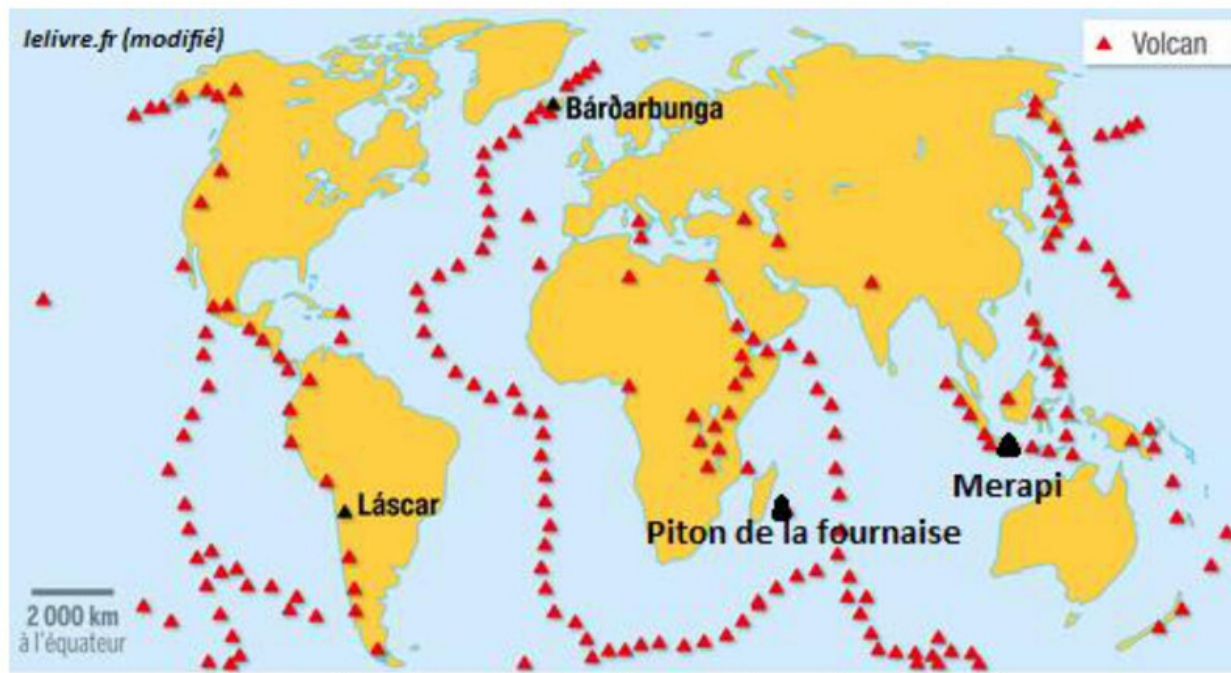 lelivre.fr (modifié)
Volcan
Bárðarbunga
Merapi
Láscar
Piton de la fournaise
2 000 km
à l'équateur